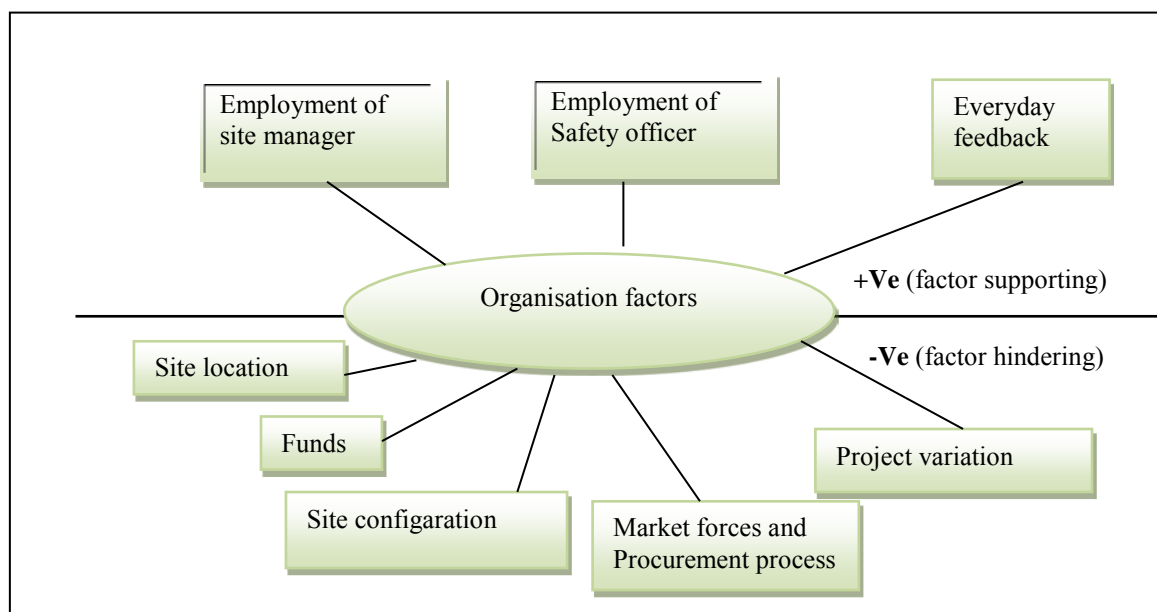 Employment of
site manager
Employment of
Safety officer
Everyday
feedback
Organisation factors
+Ve (factor supporting)
-Ve (factor hindering)
Site location
Funds
Project variation
Site configaration
Market forces and
Procurement process